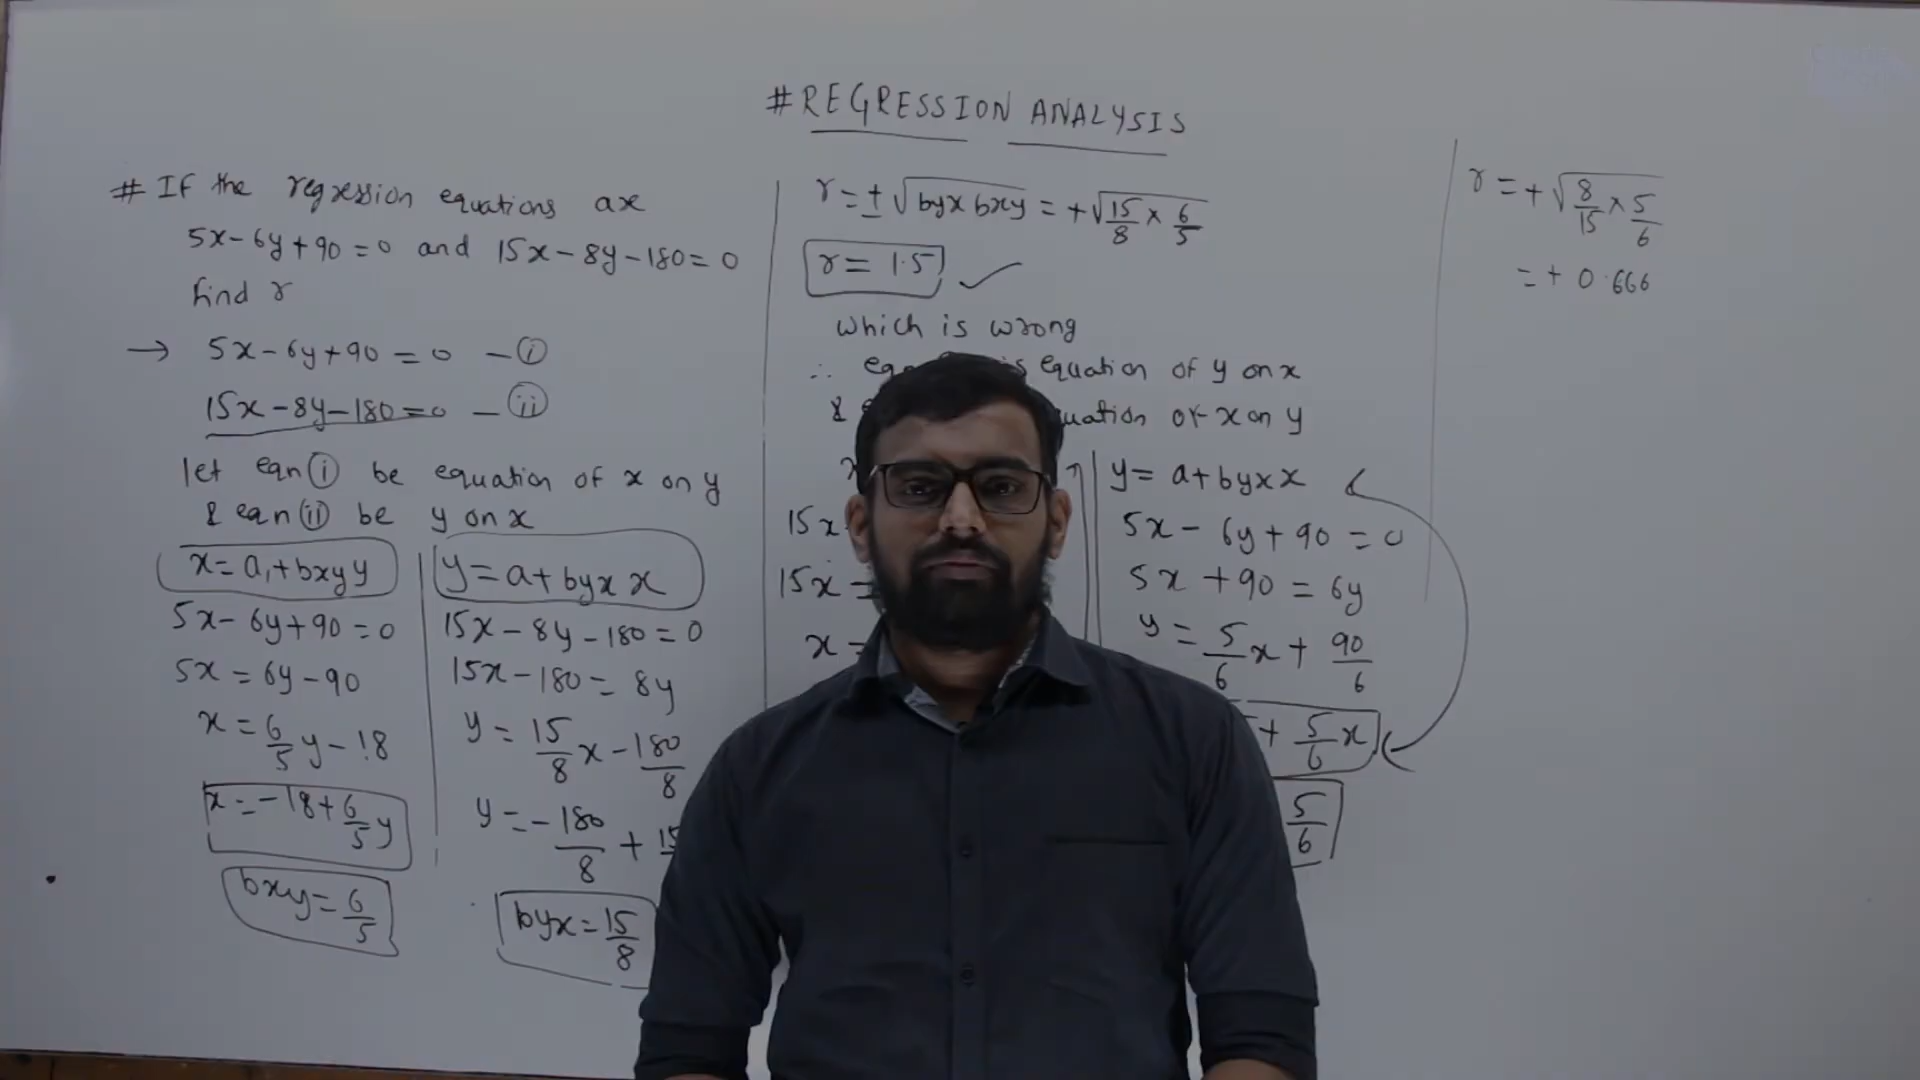 # REGRESSION ANALYSIS
# If the regression equations are
5x - 6y + 90 = 0 and 15x - 8y - 180 = 0
find r
→ 5x - 6y + 90 = 0 — (i)
15x - 8y - 180 = 0 — (ii)
let eqn (i) be equation of x on y
& eqn (ii) be y on x
x = a₁ + bxy y
5x - 6y + 90 = 0
5x = 6y - 90
x = 6/5 y - 18
x = -18 + 6/5 y
bxy = 6/5
y = a + byx x
15x - 8y - 180 = 0
15x - 180 = 8y
y = 15/8 x - 180/8
y = -180/8 + 15
byx = 15/8
r = ± √byx bxy = + √15/8 × 6/5
r = 1.5 ✓
which is wrong
∴ equation of y on x
& of x on y
15x
15x =
x =
y = a + byx x
5x - 6y + 90 = 0
5x + 90 = 6y
y = 5/6 x + 90/6
+ 5/6 x
5/6
r = + √8/15 × 5/6
= + 0.666